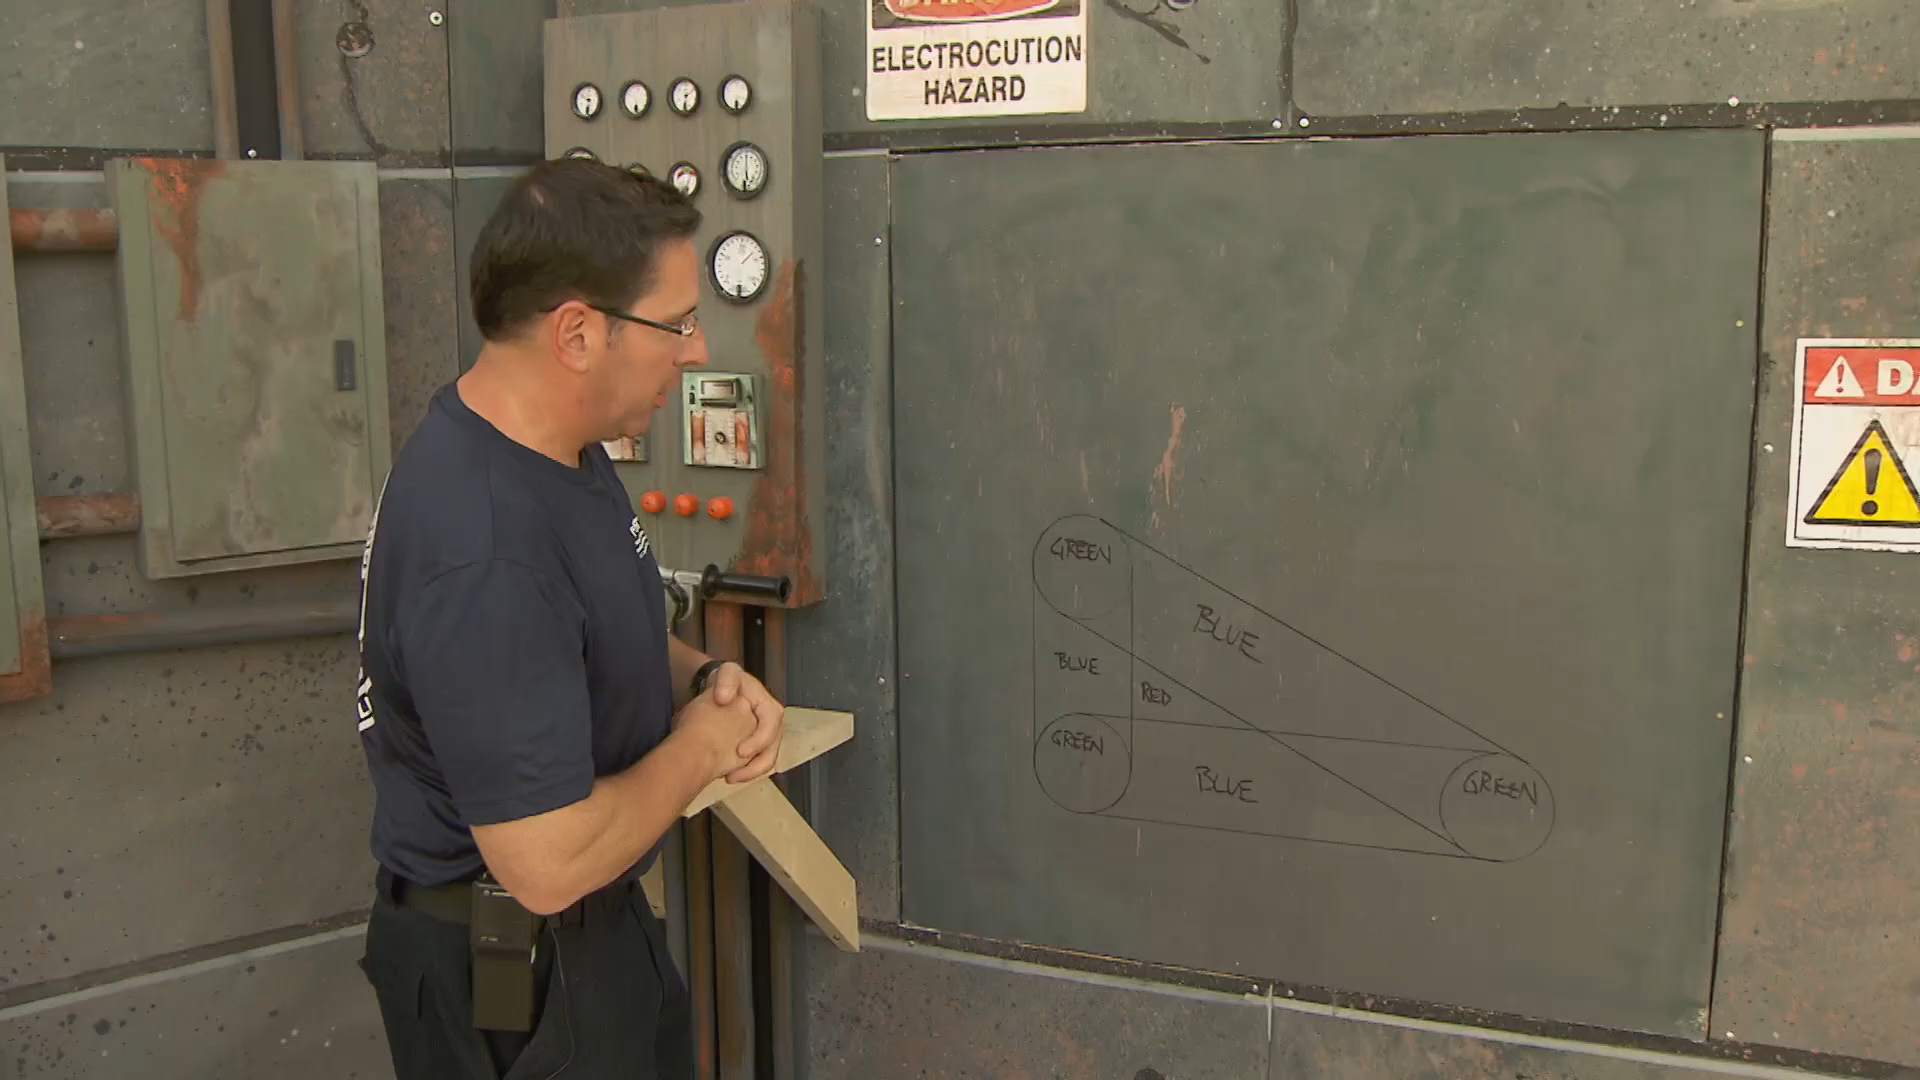 ELECTROCUTION
HAZARD
GREEN
BLUE
BLUE
RED
GREEN
BLUE
GREEN